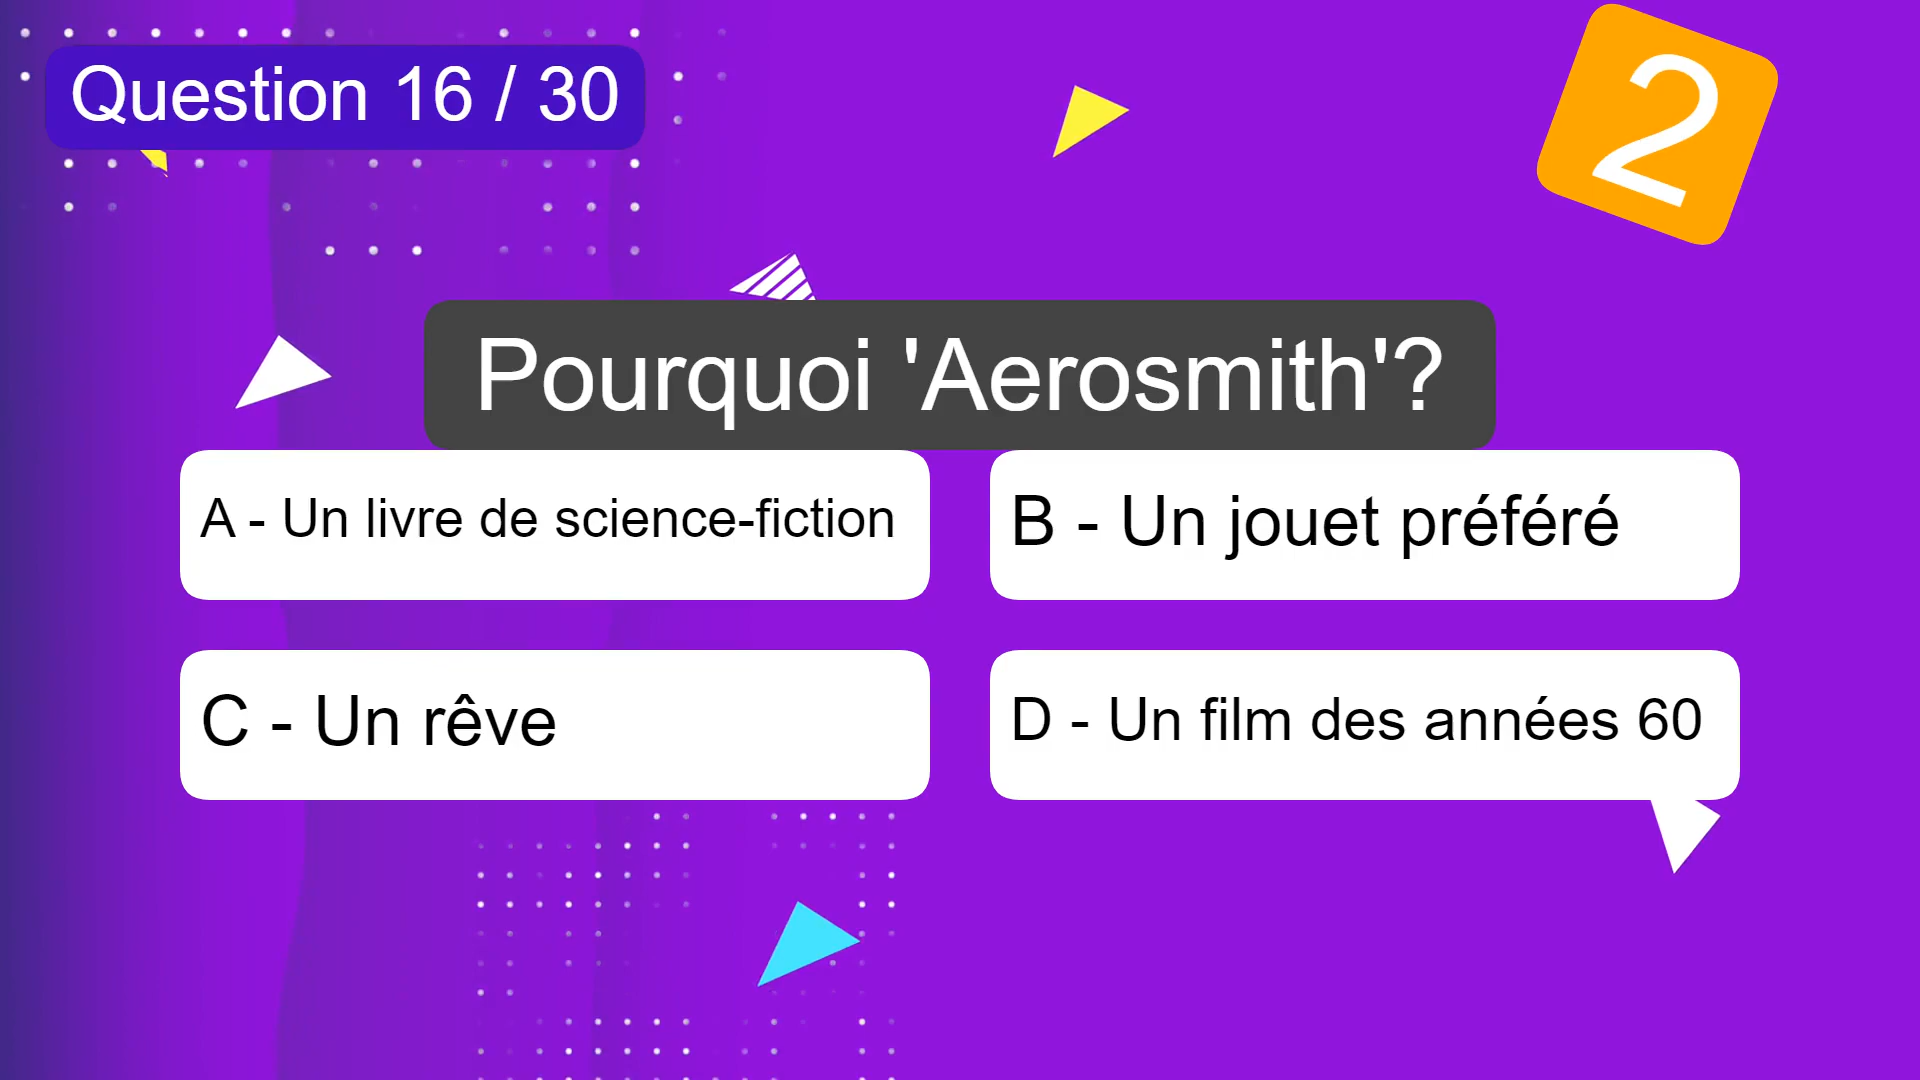 Question 16 / 30
2
Pourquoi 'Aerosmith'?
A - Un livre de science-fiction
B - Un jouet préféré
C - Un rêve
D - Un film des années 60